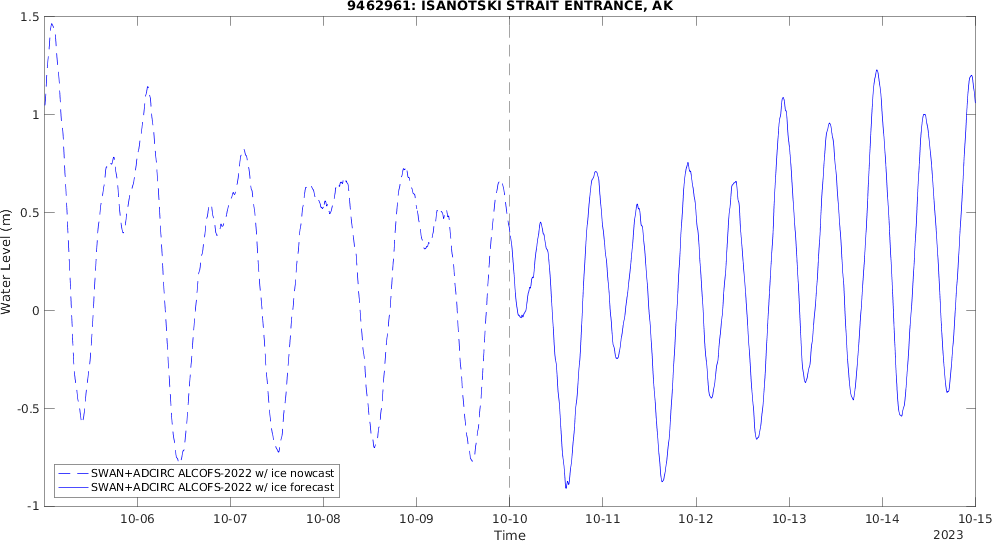 9462961: ISANOTSKI STRAIT ENTRANCE, AK
Water Level (m)
1.5
1
0.5
0
-0.5
-1
SWAN+ADCIRC ALCOFS-2022 w/ ice nowcast
SWAN+ADCIRC ALCOFS-2022 w/ ice forecast
10-06 10-07 10-08 10-09 10-10 10-11 10-12 10-13 10-14 10-15
Time
2023